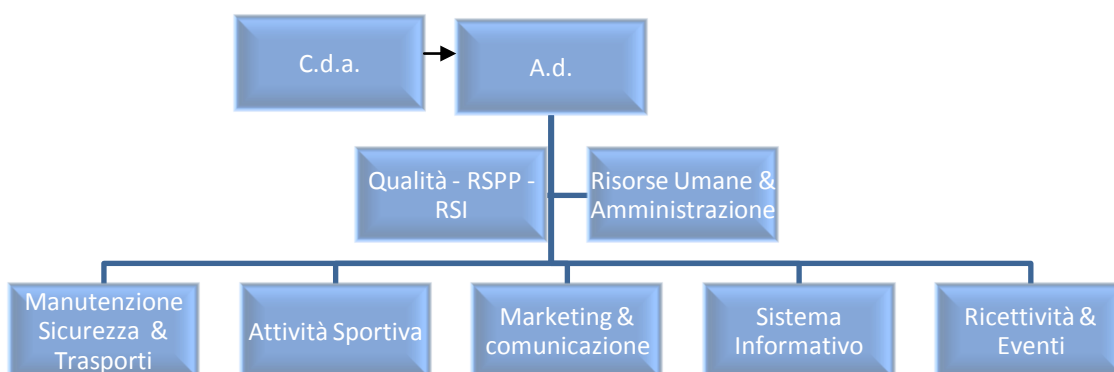 C.d.a.
A.d.
Qualità - RSPP -
RSI
Risorse Umane &
Amministrazione
Manutenzione
Sicurezza &
Trasporti
Attività Sportiva
Marketing &
comunicazione
Sistema
Informativo
Ricettività &
Eventi